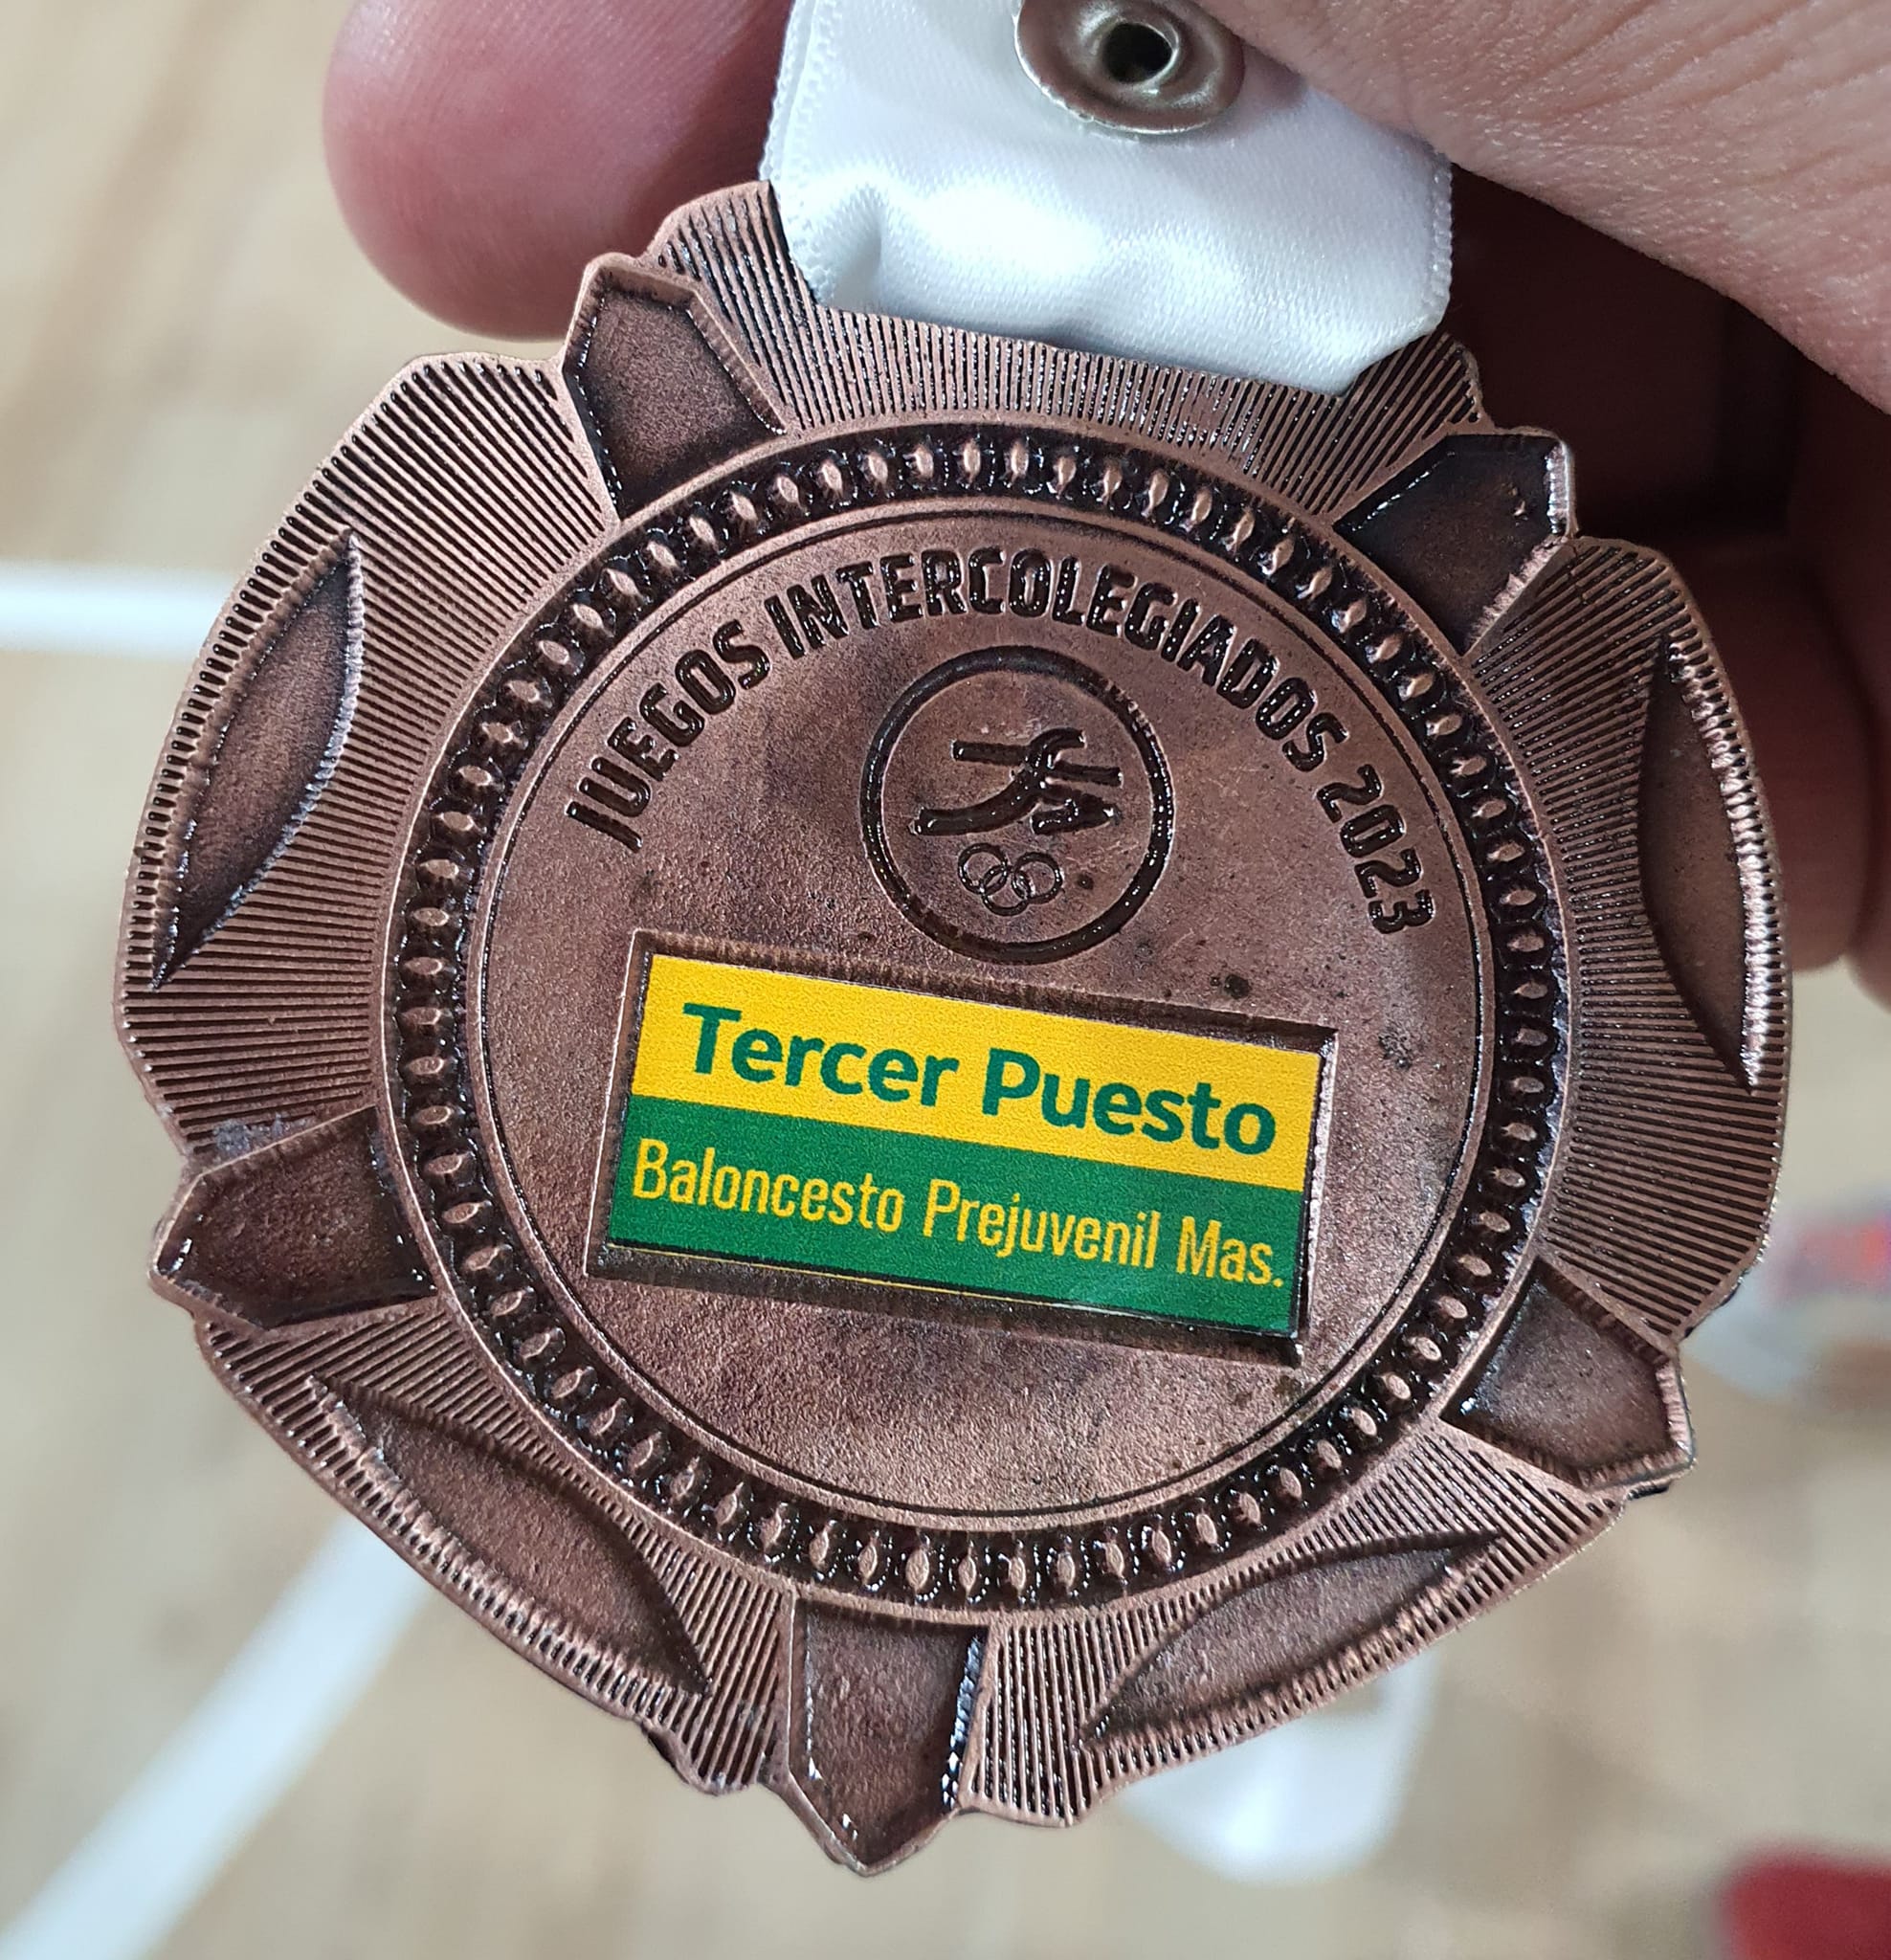 JUEGOS INTERCOLEGIADOS 2023
Tercer Puesto
Baloncesto Prejuvenil Mas.